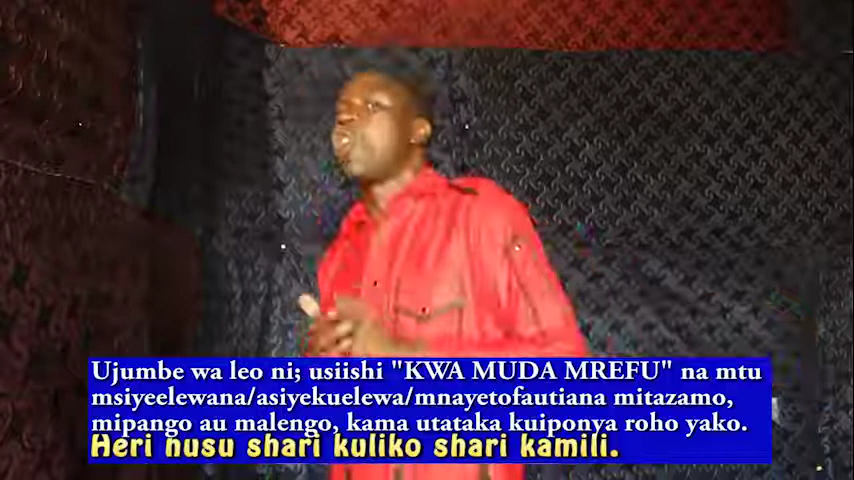 Ujumbe wa leo ni; usiishi "KWA MUDA MREFU" na mtu
msiyeelewana/asiyekuelewa/mnayetofautiana mitazamo,
mipango au malengo, kama utataka kuiponya roho yako.
Heri nusu shari kuliko shari kamili.